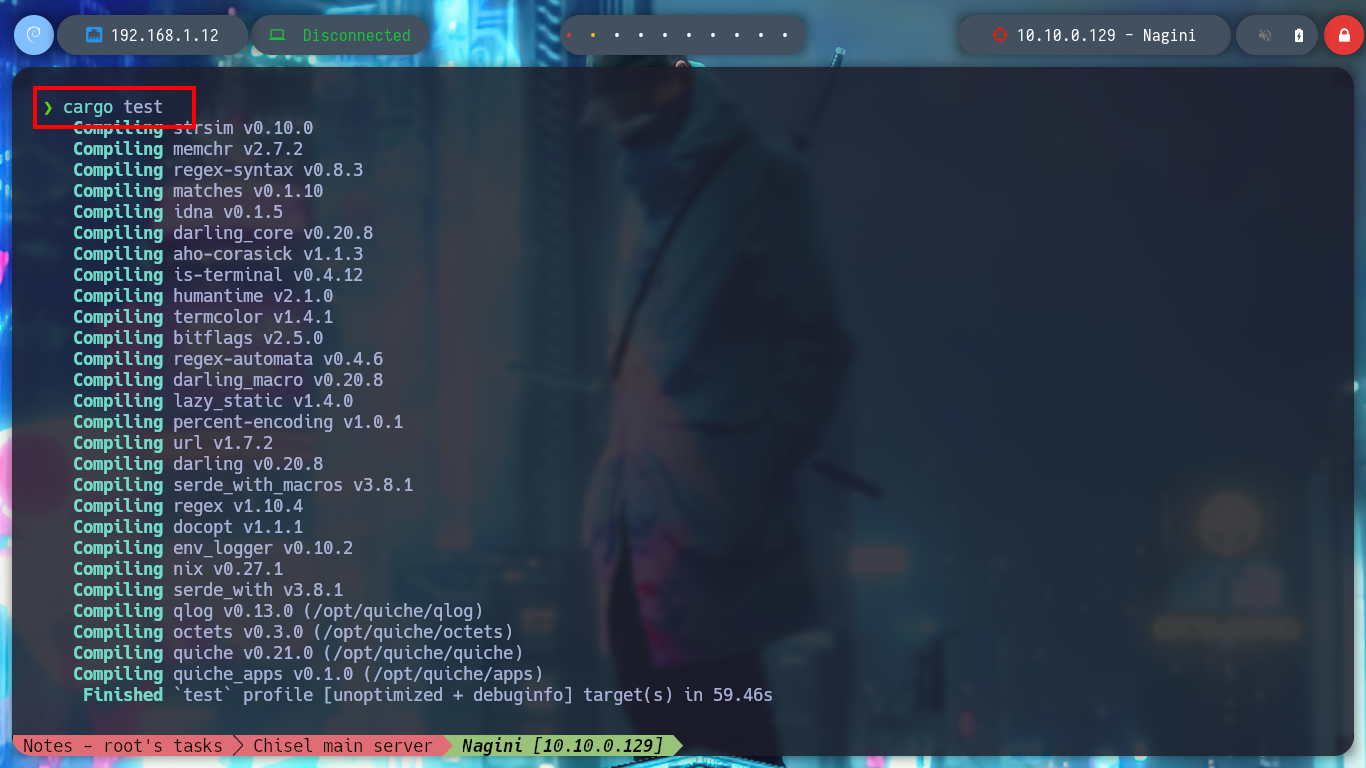 192.168.1.12 Disconnected 10.10.0.129 - Nagini
❯ cargo test
Compiling strsim v0.10.0
Compiling memchr v2.7.2
Compiling regex-syntax v0.8.3
Compiling matches v0.1.10
Compiling idna v0.1.5
Compiling darling_core v0.20.8
Compiling aho-corasick v1.1.3
Compiling is-terminal v0.4.12
Compiling humantime v2.1.0
Compiling termcolor v1.4.1
Compiling bitflags v2.5.0
Compiling regex-automata v0.4.6
Compiling darling_macro v0.20.8
Compiling lazy_static v1.4.0
Compiling percent-encoding v1.0.1
Compiling url v1.7.2
Compiling darling v0.20.8
Compiling serde_with_macros v3.8.1
Compiling regex v1.10.4
Compiling docopt v1.1.1
Compiling env_logger v0.10.2
Compiling nix v0.27.1
Compiling serde_with v3.8.1
Compiling qlog v0.13.0 (/opt/quiche/qlog)
Compiling octets v0.3.0 (/opt/quiche/octets)
Compiling quiche v0.21.0 (/opt/quiche/quiche)
Compiling quiche_apps v0.1.0 (/opt/quiche/apps)
Finished `test` profile [unoptimized + debuginfo] target(s) in 59.46s
Notes - root's tasks Chisel main server Nagini [10.10.0.129]